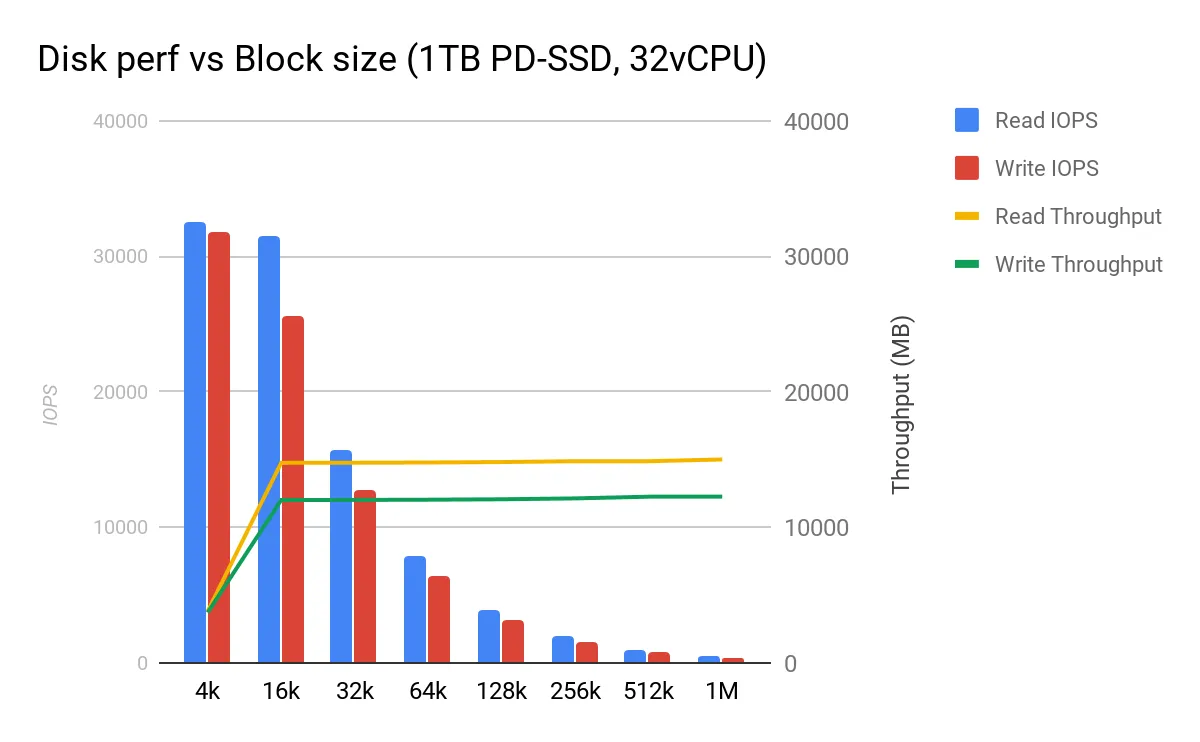 Disk perf vs Block size (1TB PD-SSD, 32vCPU)
40000
30000
20000
10000
0
IOPS
40000
30000
20000
10000
0
Throughput (MB)
4k 16k 32k 64k 128k 256k 512k 1M
Read IOPS
Write IOPS
Read Throughput
Write Throughput